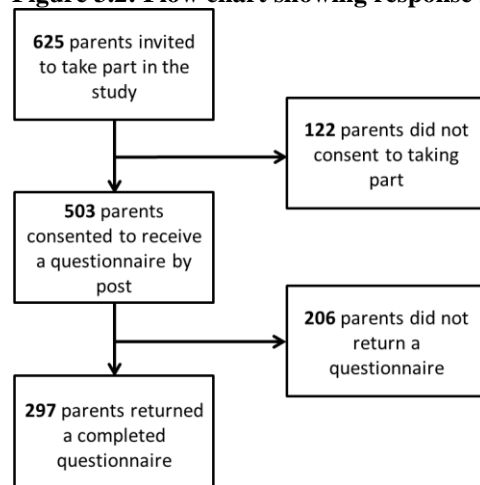 Figure 3.2: Flow chart showing response
625 parents invited
to take part in the
study
122 parents did not
consent to taking
part
503 parents
consented to receive
a questionnaire by
post
206 parents did not
return a
questionnaire
297 parents returned
a completed
questionnaire